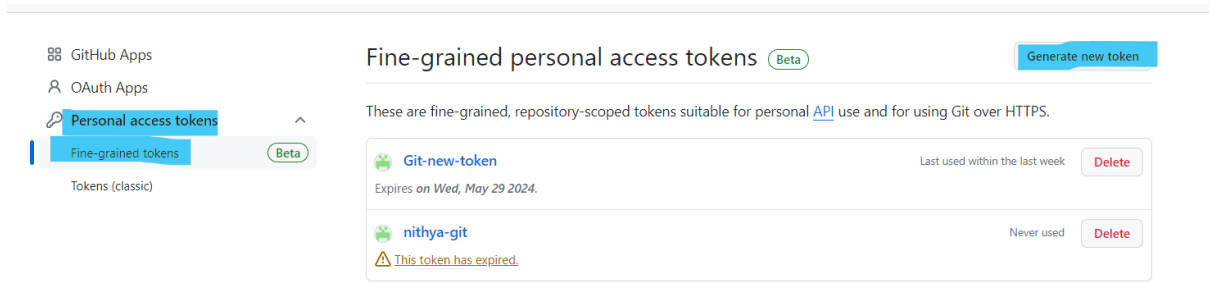 GitHub Apps
OAuth Apps
Personal access tokens
Fine-grained tokens Beta
Tokens (classic)
Fine-grained personal access tokens Beta
Generate new token
These are fine-grained, repository-scoped tokens suitable for personal API use and for using Git over HTTPS.
Git-new-token
Last used within the last week
Delete
Expires on Wed, May 29 2024.
nithya-git
Never used
Delete
This token has expired.